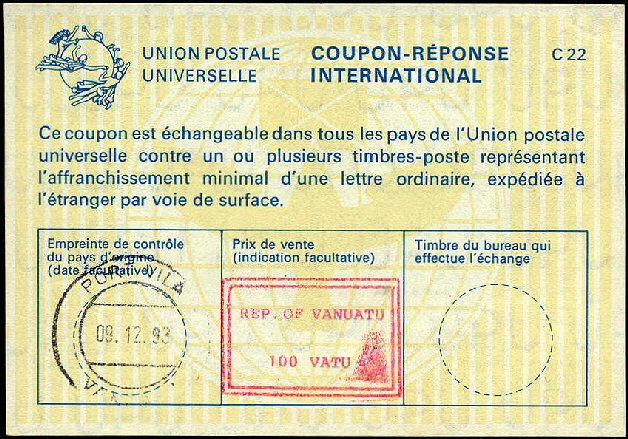 UNION POSTALE
UNIVERSELLE
COUPON-RÉPONSE
INTERNATIONAL
C 22
Ce coupon est échangeable dans tous les pays de l'Union postale
universelle contre un ou plusieurs timbres-poste représentant
l'affranchissement minimal d'une lettre ordinaire, expédiée à
l'étranger par voie de surface.
Empreinte de contrôle
du pays d'origine
(date facultative)
PORT VILA
09.12.93
Prix de vente
(indication facultative)
REP. OF VANUATU
100 VATU
Timbre du bureau qui
effectue l'échange